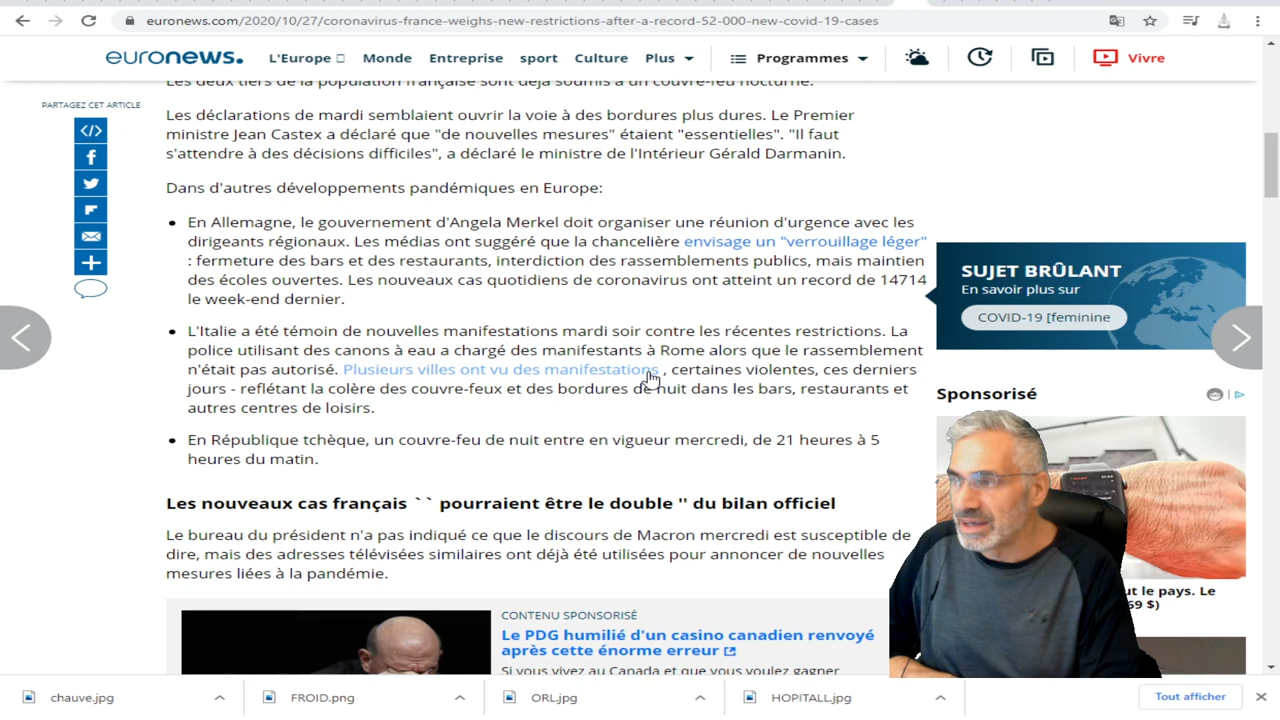 euronews.com/2020/10/27/coronavirus-france-weighs-new-restrictions-after-a-record-52-000-new-covid-19-cases
euronews.
L'Europe
Monde
Entreprise
sport
Culture
Plus
Programmes
Vivre
PARTAGEZ CET ARTICLE
Les deux tiers de la population française sont déjà soumis à un couvre-feu nocturne.
Les déclarations de mardi semblaient ouvrir la voie à des bordures plus dures. Le Premier
ministre Jean Castex a déclaré que "de nouvelles mesures" étaient "essentielles". "Il faut
s'attendre à des décisions difficiles", a déclaré le ministre de l'Intérieur Gérald Darmanin.
Dans d'autres développements pandémiques en Europe:
• En Allemagne, le gouvernement d'Angela Merkel doit organiser une réunion d'urgence avec les
dirigeants régionaux. Les médias ont suggéré que la chancelière envisage un "verrouillage léger"
: fermeture des bars et des restaurants, interdiction des rassemblements publics, mais maintien
des écoles ouvertes. Les nouveaux cas quotidiens de coronavirus ont atteint un record de 14714
le week-end dernier.
• L'Italie a été témoin de nouvelles manifestations mardi soir contre les récentes restrictions. La
police utilisant des canons à eau a chargé des manifestants à Rome alors que le rassemblement
n'était pas autorisé. Plusieurs villes ont vu des manifestations , certaines violentes, ces derniers
jours - reflétant la colère des couvre-feux et des bordures de nuit dans les bars, restaurants et
autres centres de loisirs.
• En République tchèque, un couvre-feu de nuit entre en vigueur mercredi, de 21 heures à 5
heures du matin.
Les nouveaux cas français `` pourraient être le double '' du bilan officiel
Le bureau du président n'a pas indiqué ce que le discours de Macron mercredi est susceptible de
dire, mais des adresses télévisées similaires ont déjà été utilisées pour annoncer de nouvelles
mesures liées à la pandémie.
CONTENU SPONSORISÉ
Le PDG humilié d'un casino canadien renvoyé
après cette énorme erreur
Si vous vivez au Canada et que vous voulez gagner
SUJET BRÛLANT
En savoir plus sur
COVID-19 [feminine
Sponsorisé
ut le pays. Le
69 $)
chauve.jpg
FROID.png
ORL.jpg
HOPITALL.jpg
Tout afficher